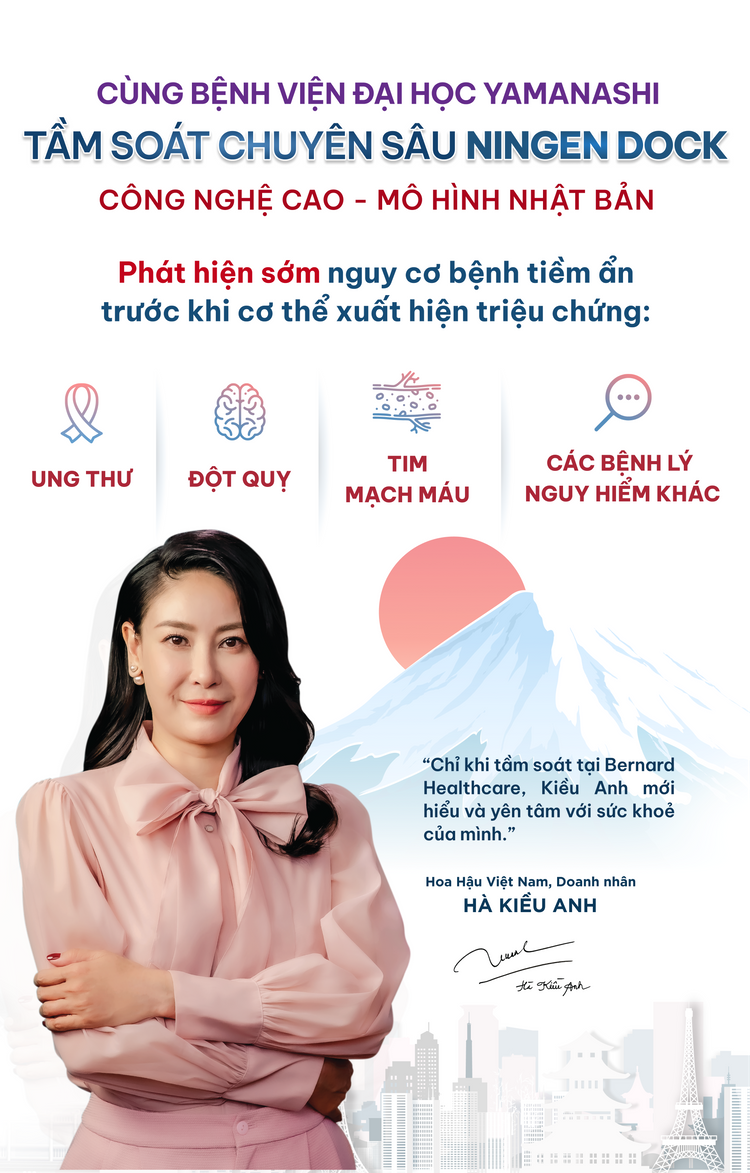 CÙNG BỆNH VIỆN ĐẠI HỌC YAMANASHI
TẦM SOÁT CHUYÊN SÂU NINGEN DOCK
CÔNG NGHỆ CAO - MÔ HÌNH NHẬT BẢN
Phát hiện sớm nguy cơ bệnh tiềm ẩn
trước khi cơ thể xuất hiện triệu chứng:
UNG THƯ
ĐỘT QUỴ
TIM
MẠCH MÁU
CÁC BỆNH LÝ
NGUY HIỂM KHÁC
“Chỉ khi tầm soát tại Bernard
Healthcare, Kiều Anh mới
hiểu và yên tâm với sức khoẻ
của mình.”
Hoa Hậu Việt Nam, Doanh nhân
HÀ KIỀU ANH
Hà Kiều Anh